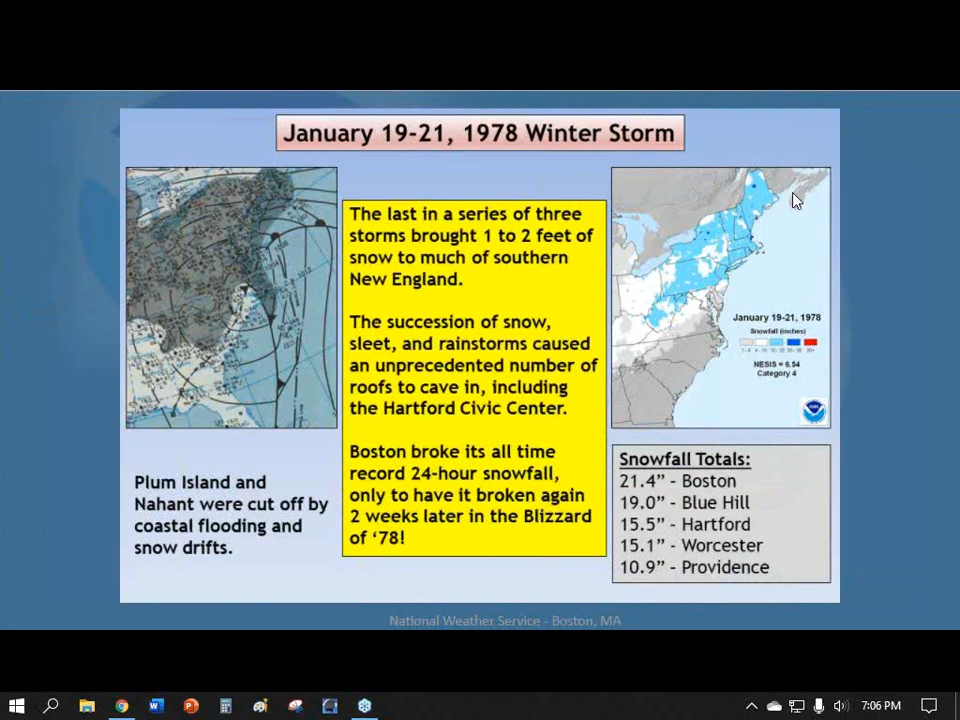 January 19-21, 1978 Winter Storm
The last in a series of three
storms brought 1 to 2 feet of
snow to much of southern
New England.
The succession of snow,
sleet, and rainstorms caused
an unprecedented number of
roofs to cave in, including
the Hartford Civic Center.
Boston broke its all time
record 24-hour snowfall,
only to have it broken again
2 weeks later in the Blizzard
of ‘78!
Plum Island and
Nahant were cut off by
coastal flooding and
snow drifts.
January 19-21, 1978
Snowfall (inches)
NESIS = 6.54
Category 4
Snowfall Totals:
21.4” - Boston
19.0” - Blue Hill
15.5” - Hartford
15.1” - Worcester
10.9” - Providence
National Weather Service - Boston, MA
7:06 PM